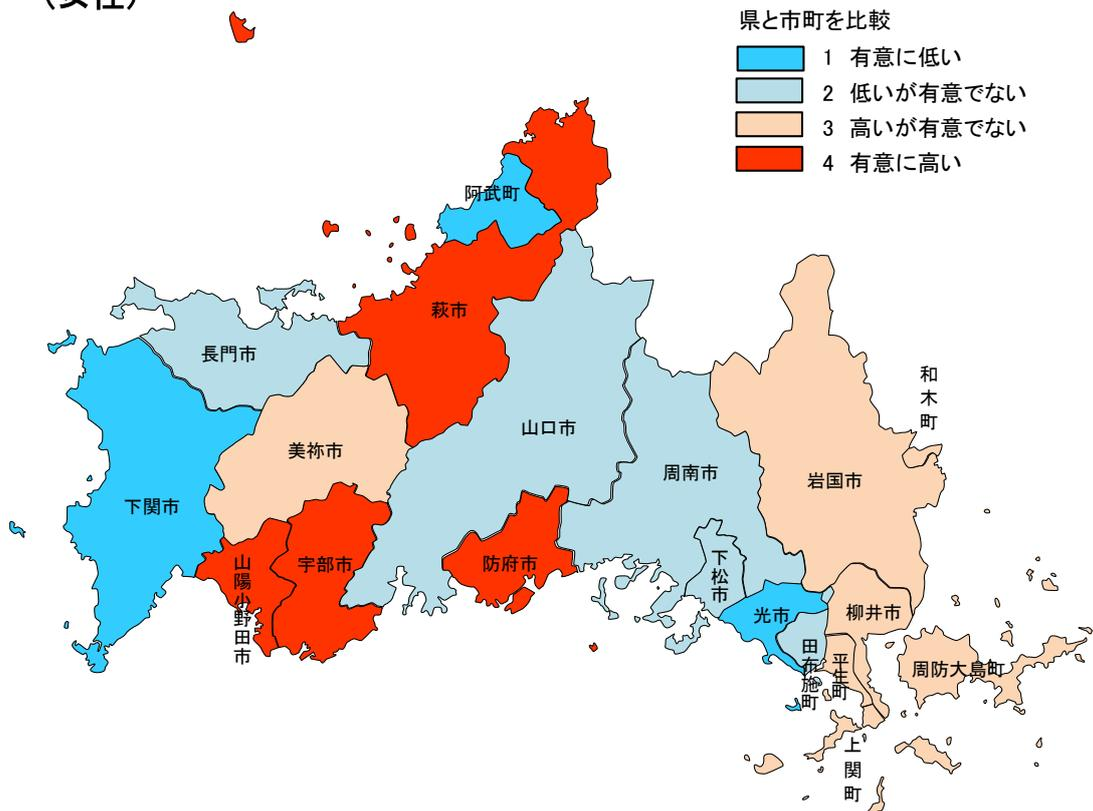 （女性）
県と市町を比較
1 有意に低い
2 低いが有意でない
3 高いが有意でない
4 有意に高い
阿武町
萩市
長門市
和木町
山口市
美祢市
周南市
岩国市
下関市
山陽小野田市
宇部市
防府市
下松市
光市
柳井市
田布施町
平生町
周防大島町
上関町